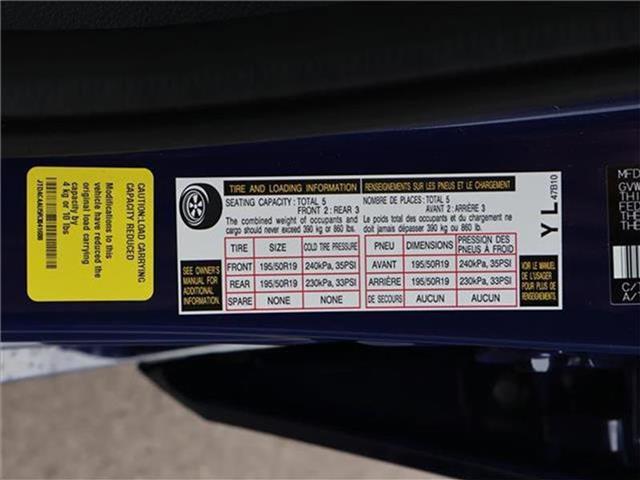 CAUTION:LOAD CARRYING
CAPACITY REDUCED
Modifications to this
vehicle have reduced the
original load carrying
capacity by
4 kg or 10 lbs
TIRE AND LOADING INFORMATION
RENSEIGNEMENTS SUR LES PNEUS ET LE CHARGEMENT
SEATING CAPACITY: TOTAL 5
FRONT 2 : REAR 3
The combined weight of occupants and
cargo should never exceed 390 kg or 860 lb.
NOMBRE DE PLACES: TOTAL 5
AVANT 2 : ARRIÈRE 3
Le poids total des occupants et du chargement ne
doit jamais dépasser 390 kg or 860 lb.
SEE OWNER'S
MANUAL FOR
ADDITIONAL
INFORMATION
TIRE SIZE COLD TIRE PRESSURE
FRONT 195/50R19 240kPa, 35PSI
REAR 195/50R19 230kPa, 33PSI
SPARE NONE NONE
PNEU DIMENSIONS PRESSION DES PNEUS À FROID
AVANT 195/50R19 240kPa, 35PSI
ARRIÈRE 195/50R19 230kPa, 33PSI
DE SECOURS AUCUN AUCUN
VOIR LE MANUEL
DE L'USAGER
POUR PLUS DE
RENSEIGNEMENTS
YL
47B10
MFD
GVW
THI
FED
THE
C/T
A/